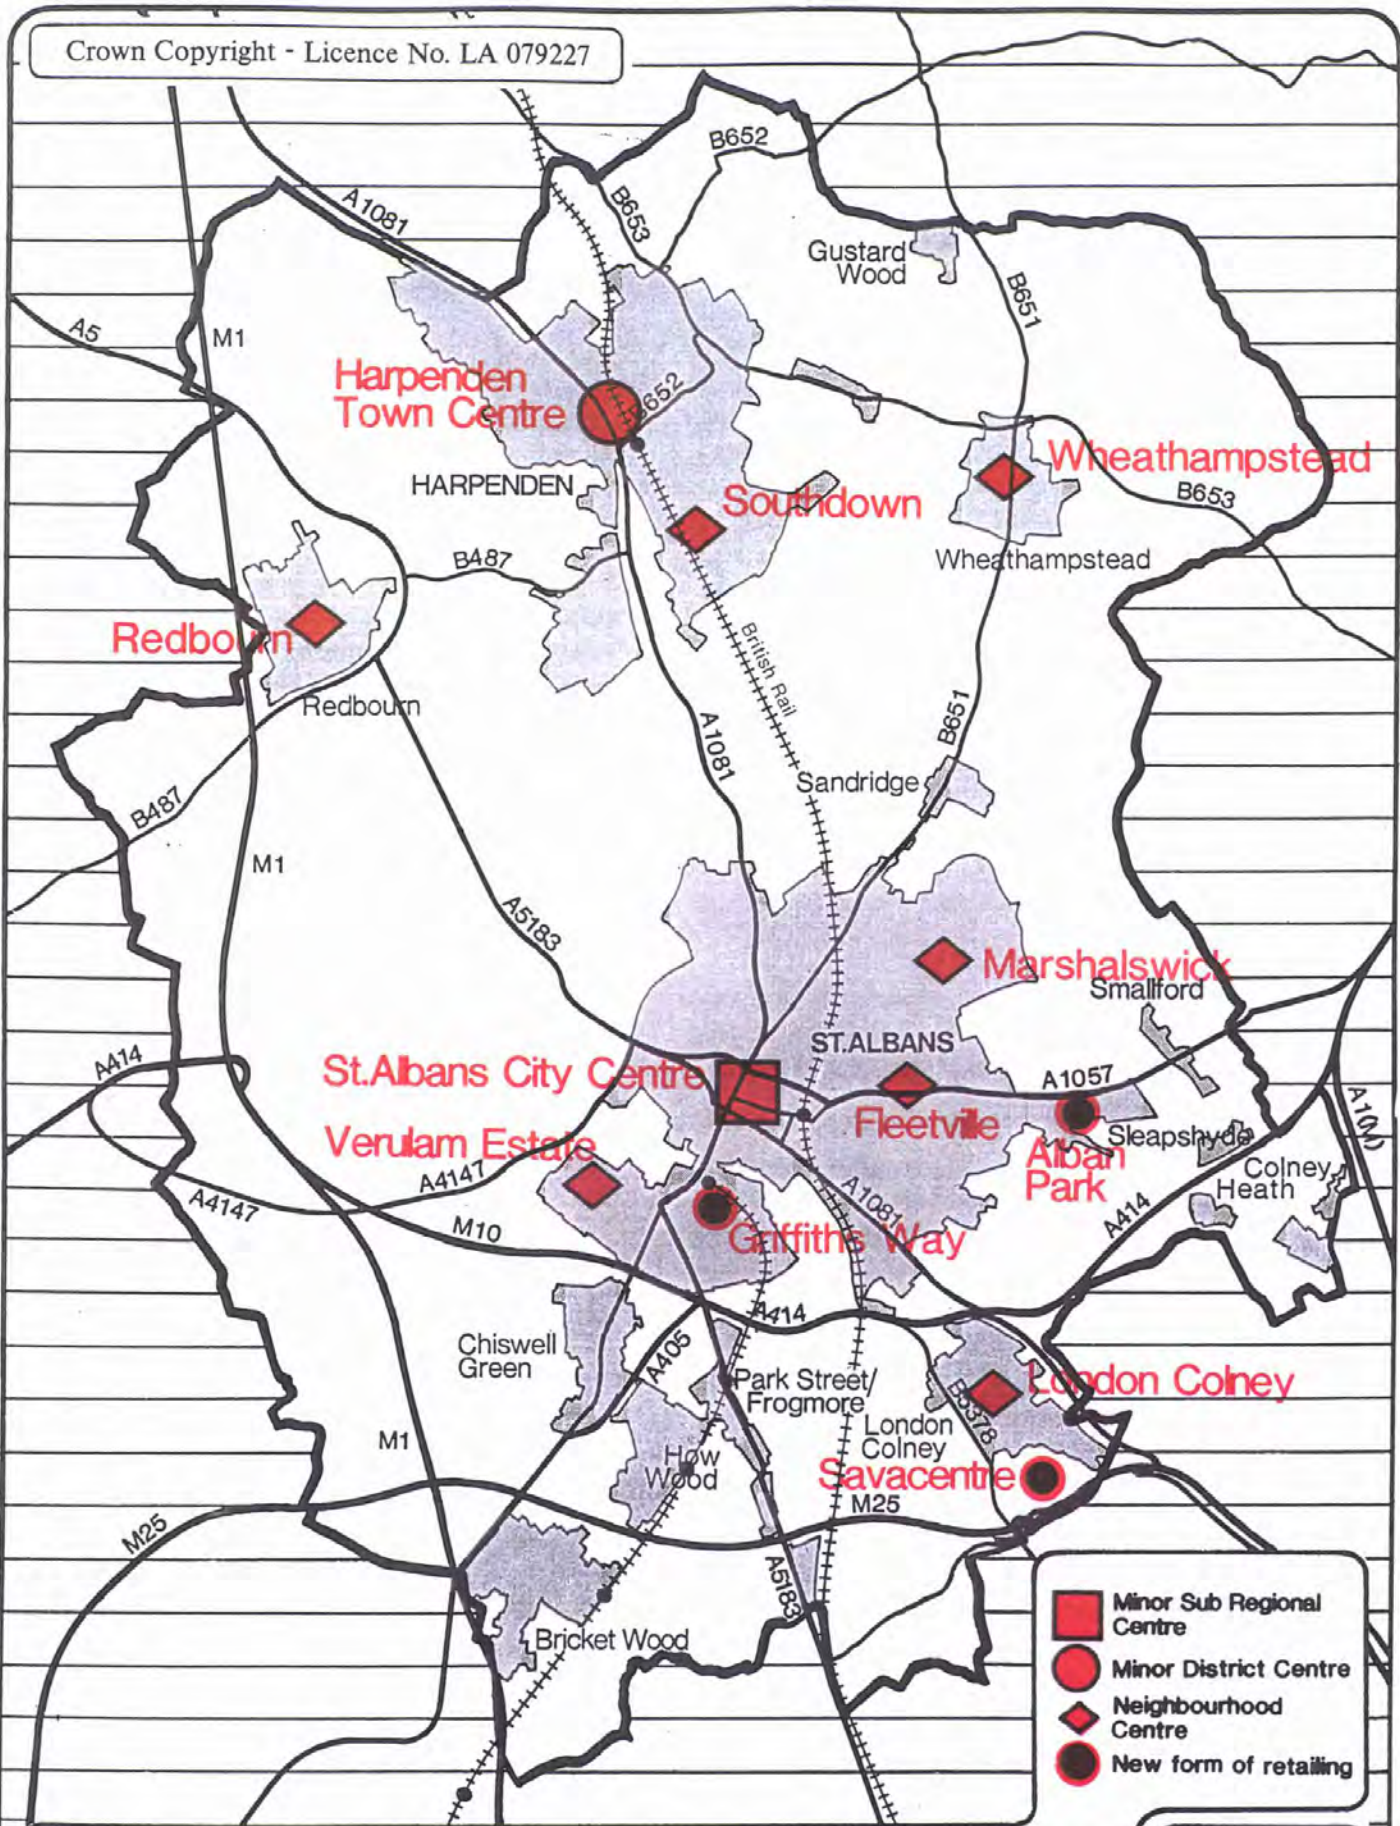 Crown Copyright - Licence No. LA 079227
B652
A1081
B653
Gustard
Wood
B651
A5
M1
Harpenden
Town Centre
B652
HARPENDEN
Southdown
Wheathampstead
B653
Wheathampstead
B487
Redbourn
Redbourn
British Rail
A1081
B651
Sandridge
B487
M1
A5183
Marshalswick
Smallford
ST.ALBANS
A414
St.Albans City Centre
A1057
Fleetville
Alban
Park
Sleapshyde
Colney
Heath
Verulam Estate
A4147
A4147
A1081
A414
M10
Griffiths Way
A414
Chiswell
Green
A405
Park Street/
Frogmore
London Colney
B5378
London
Colney
M1
How
Wood
Savacentre
M25
M25
A5183
Bricket Wood
Minor Sub Regional
Centre
Minor District Centre
Neighbourhood
Centre
New form of retailing